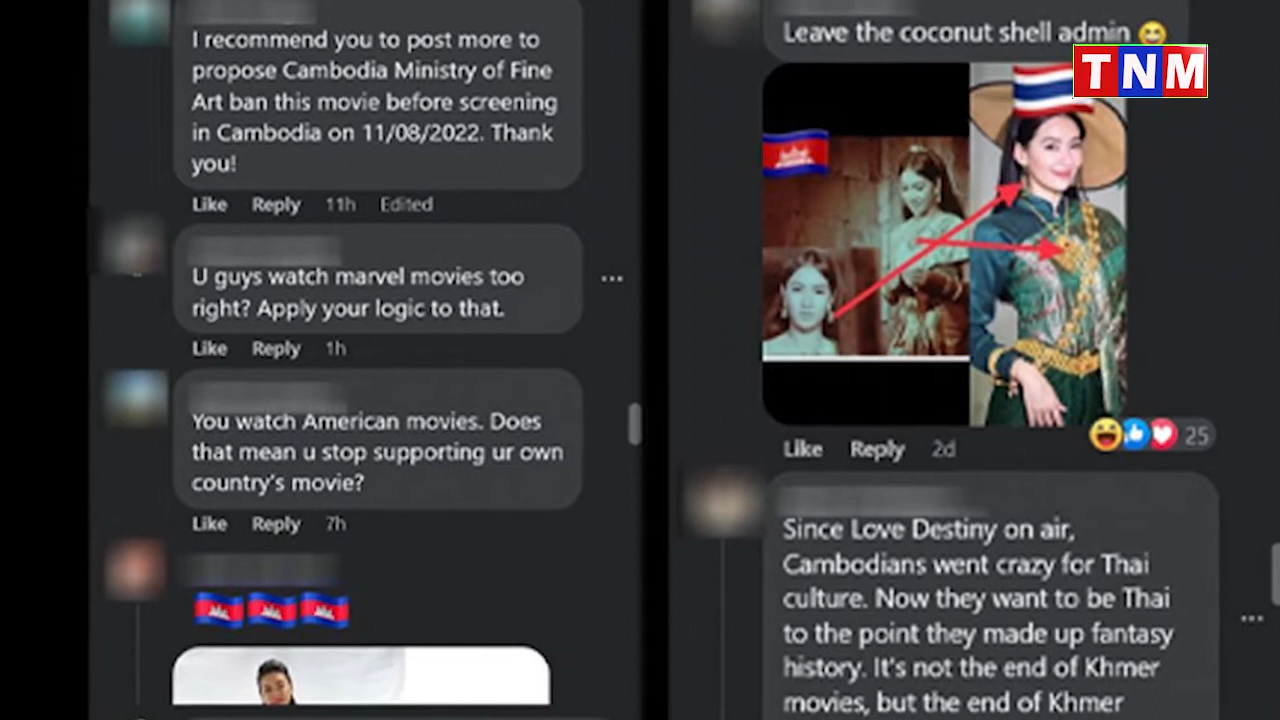 I recommend you to post more to
propose Cambodia Ministry of Fine
Art ban this movie before screening
in Cambodia on 11/08/2022. Thank
you!
Like Reply 11h Edited
U guys watch marvel movies too
right? Apply your logic to that.
Like Reply 1h
You watch American movies. Does
that mean u stop supporting ur own
country's movie?
Like Reply 7h
Leave the coconut shell admin 😄
TNM
25
Like Reply 2d
Since Love Destiny on air,
Cambodians went crazy for Thai
culture. Now they want to be Thai
to the point they made up fantasy
history. It's not the end of Khmer
movies, but the end of Khmer